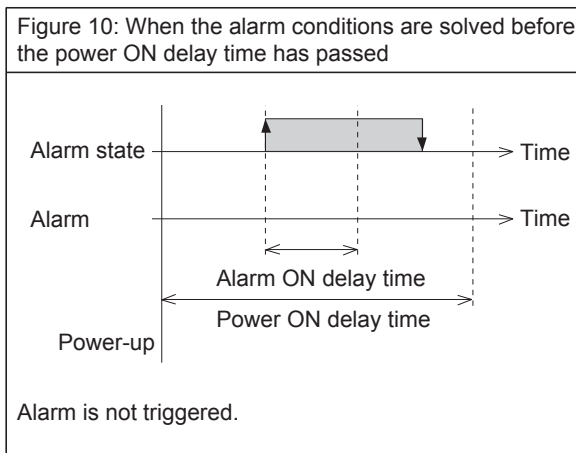 Figure 10: When the alarm conditions are solved before
the power ON delay time has passed
Alarm state
Time
Alarm
Time
Alarm ON delay time
Power ON delay time
Power-up
Alarm is not triggered.